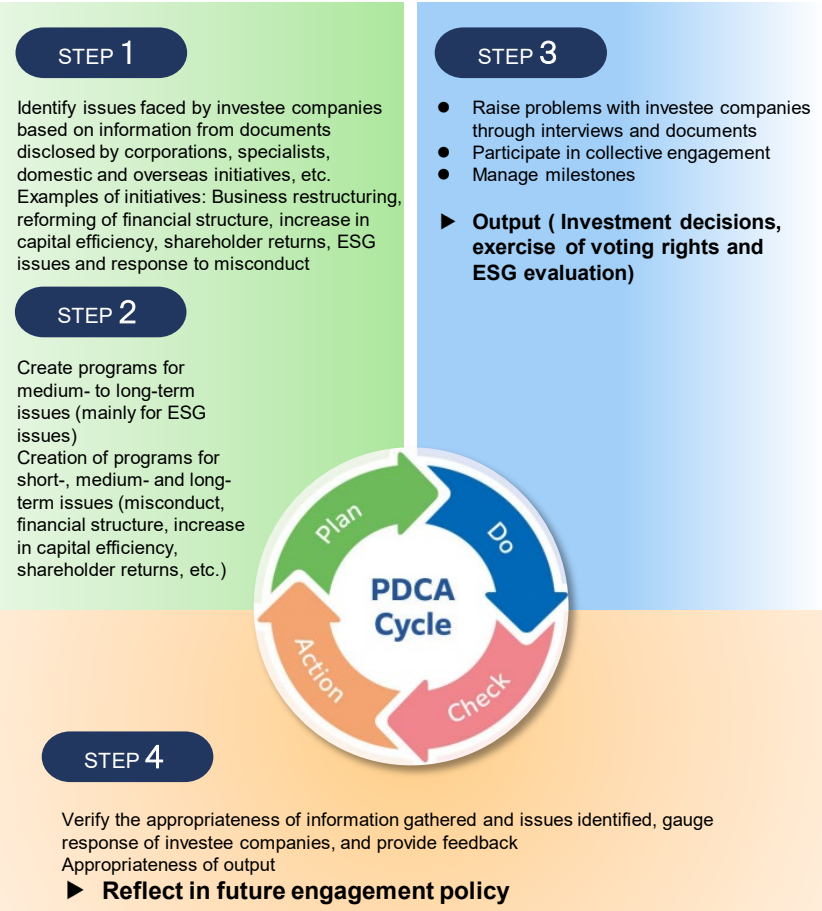 STEP 1
Identify issues faced by investee companies
based on information from documents
disclosed by corporations, specialists,
domestic and overseas initiatives, etc.
Examples of initiatives: Business restructuring,
reforming of financial structure, increase in
capital efficiency, shareholder returns, ESG
issues and response to misconduct
STEP 2
Create programs for
medium- to long-term
issues (mainly for ESG
issues)
Creation of programs for
short-, medium- and long-
term issues (misconduct,
financial structure, increase
in capital efficiency,
shareholder returns, etc.)
STEP 3
● Raise problems with investee companies
through interviews and documents
● Participate in collective engagement
● Manage milestones
▶ Output ( Investment decisions,
exercise of voting rights and
ESG evaluation)
Plan
Do
PDCA
Cycle
Check
Action
STEP 4
Verify the appropriateness of information gathered and issues identified, gauge
response of investee companies, and provide feedback
Appropriateness of output
▶ Reflect in future engagement policy